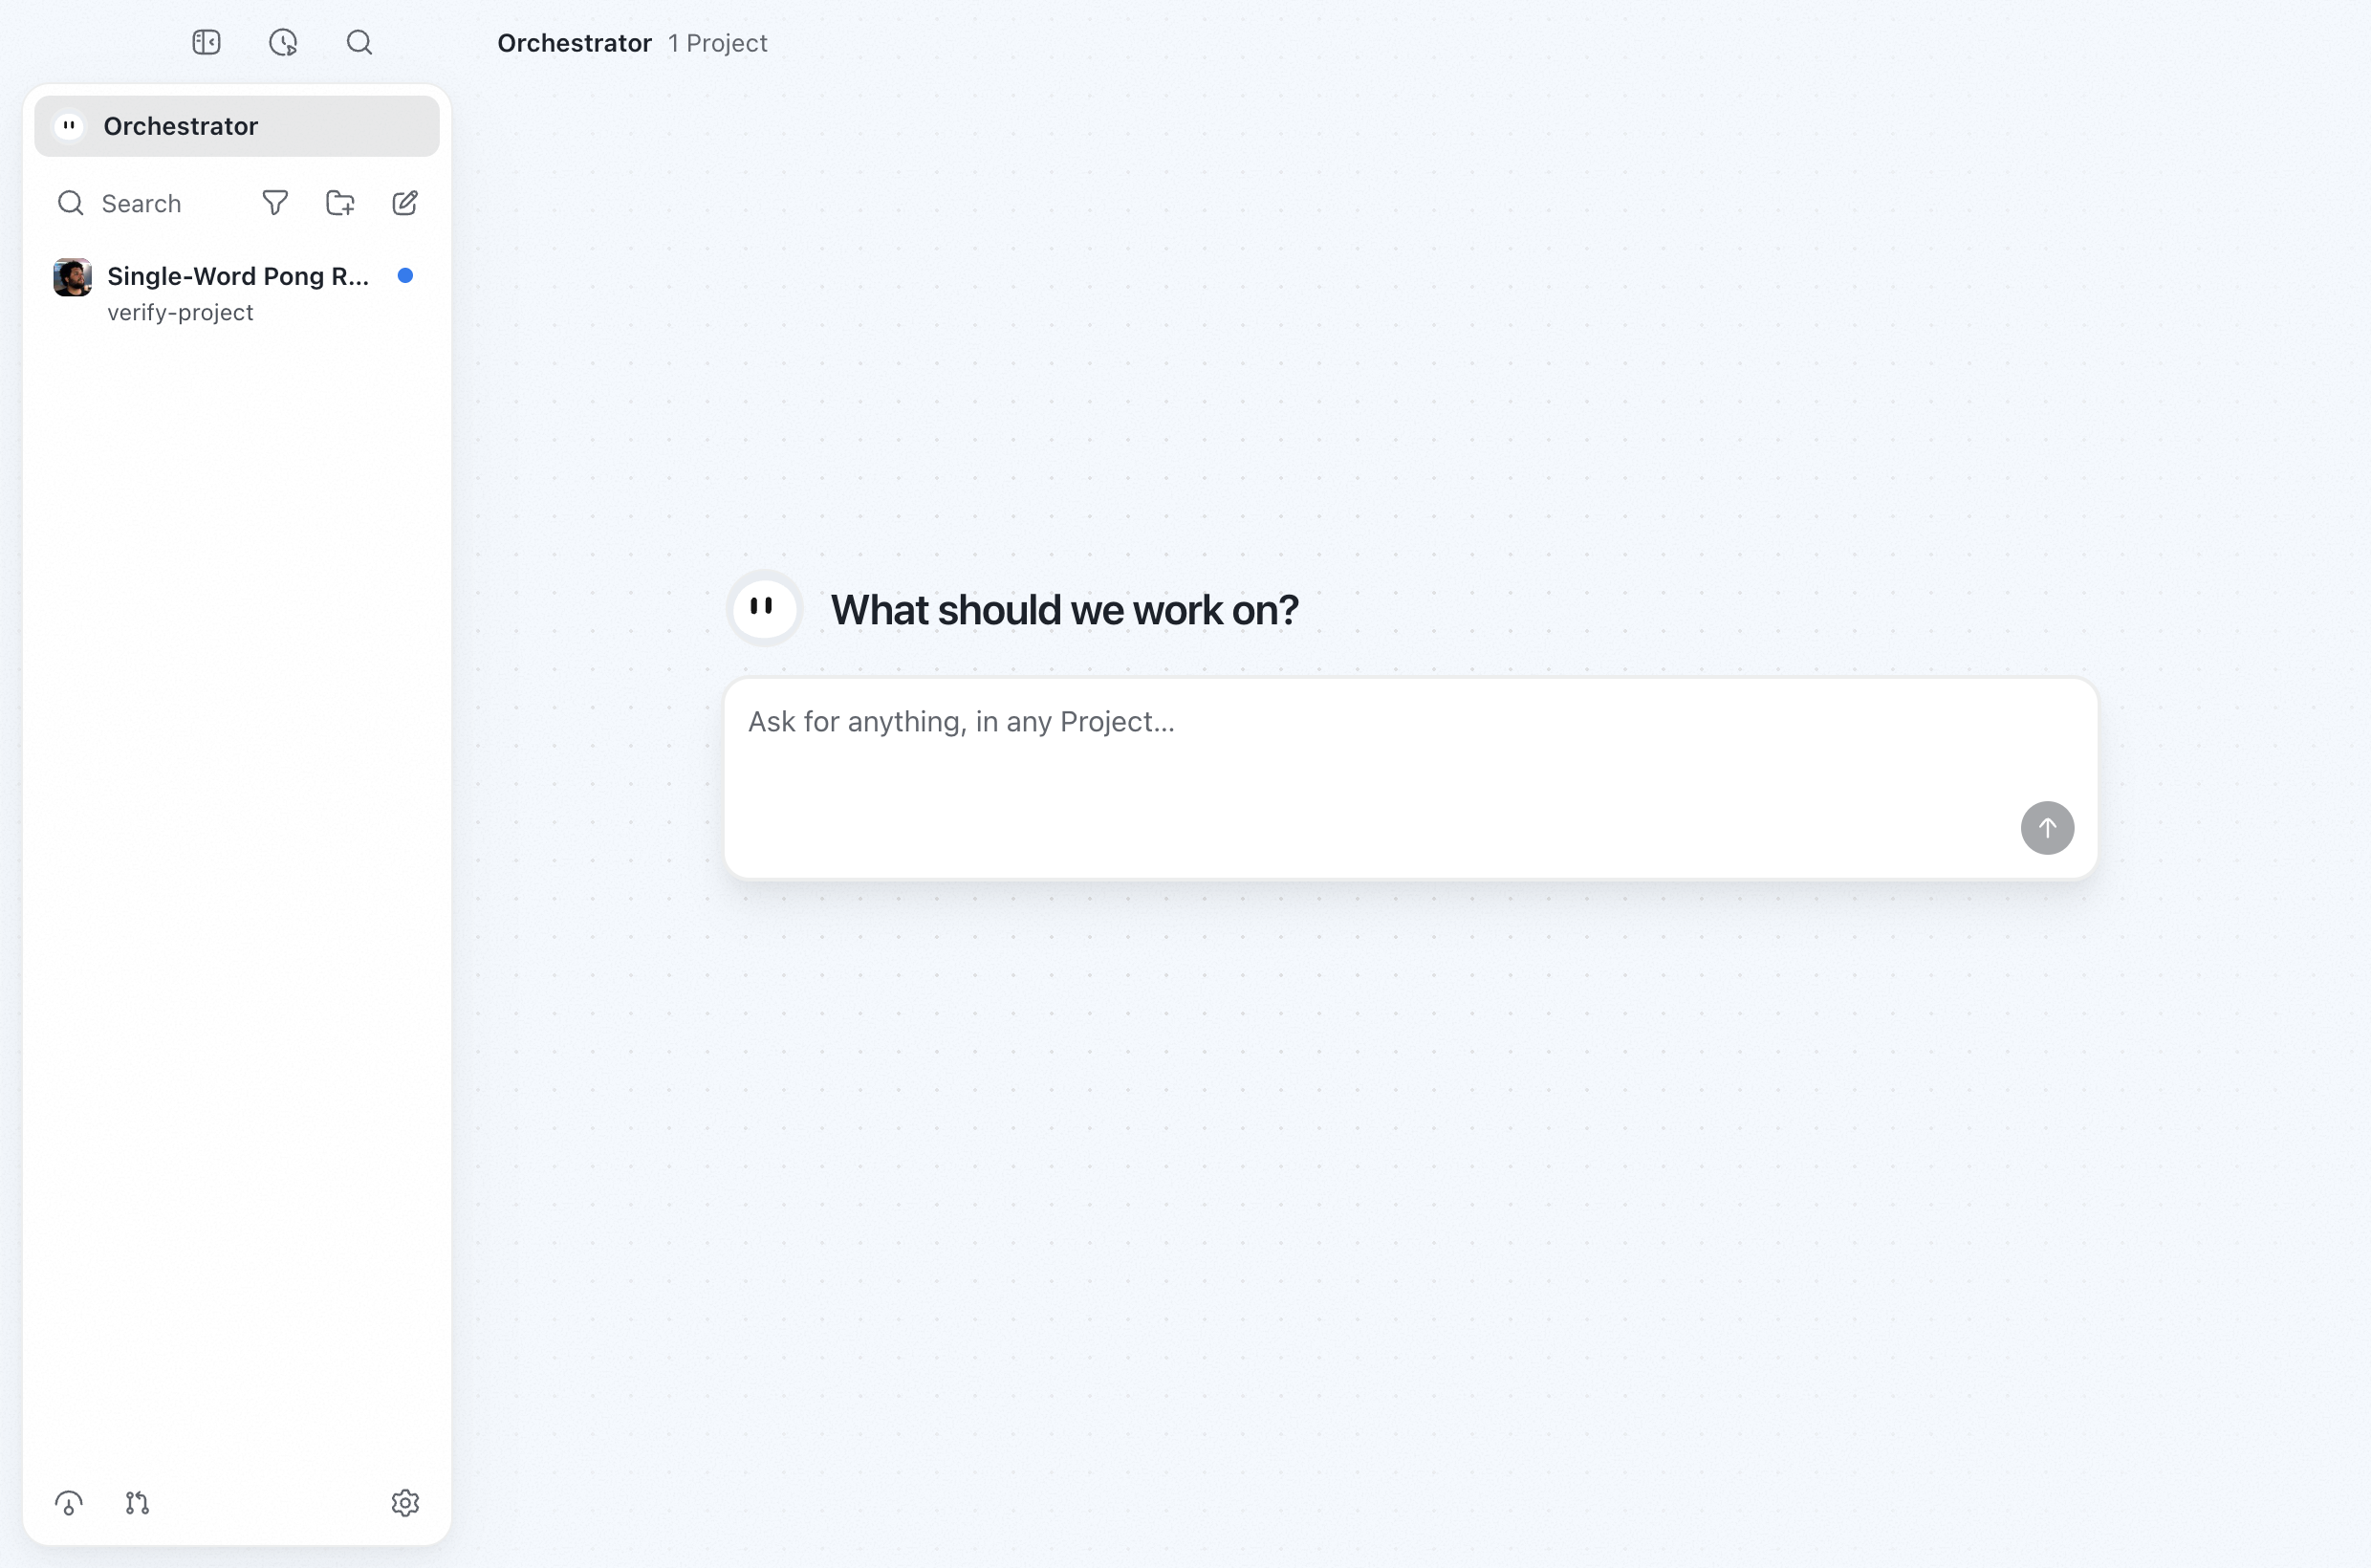 Orchestrator 1 Project
Orchestrator
Search
Single-Word Pong R...
verify-project
What should we work on?
Ask for anything, in any Project...